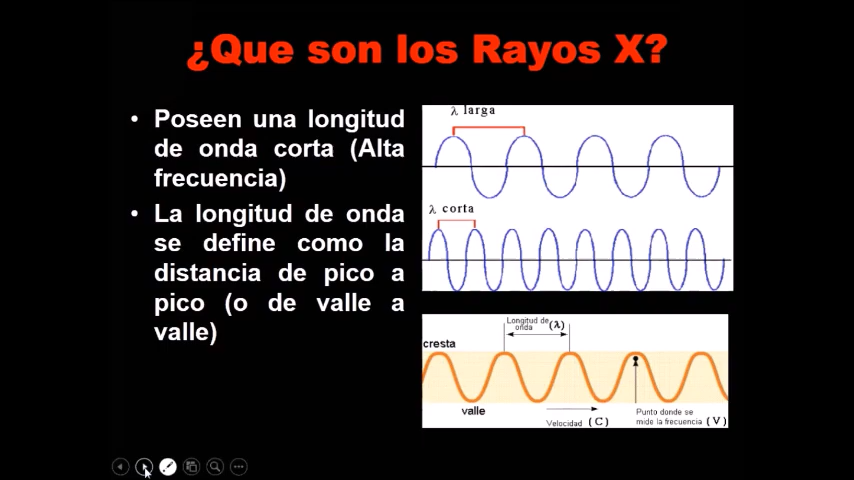 ¿Que son los Rayos X?
• Poseen una longitud
de onda corta (Alta
frecuencia)
• La longitud de onda
se define como la
distancia de pico a
pico (o de valle a
valle)
λ larga
λ corta
Longitud de
onda (λ)
cresta
valle
Velocidad (C)
Punto donde se
mide la frecuencia (V)